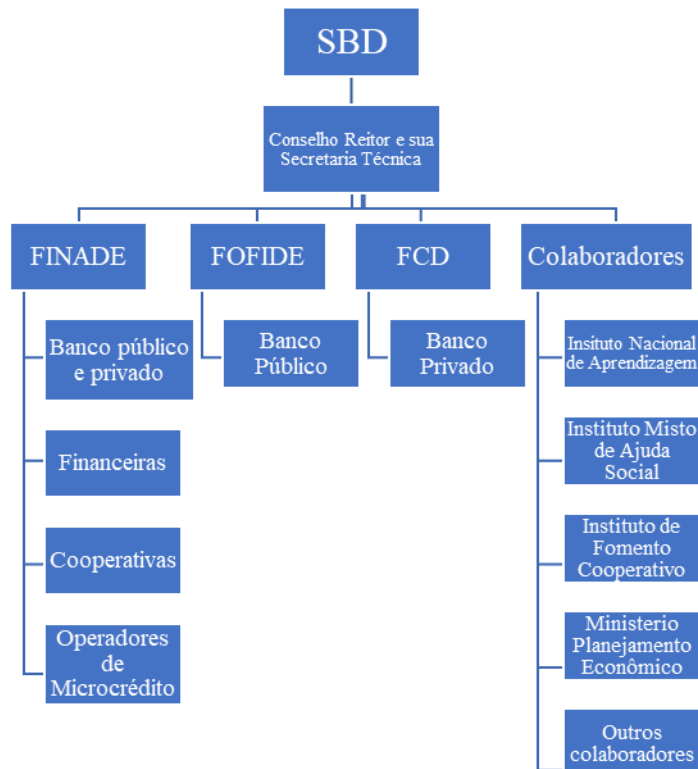 SBD
Conselho Reitor e sua
Secretaria Técnica
FINADE
FOFIDE
FCD
Colaboradores
Banco público
e privado
Financeiras
Cooperativas
Operadores
de
Microcrédito
Banco
Público
Banco
Privado
Insituto Nacional
de Aprendizagem
Instituto Misto
de Ajuda
Social
Instituto de
Fomento
Cooperativo
Ministerio
Planejamento
Econômico
Outros
colaboradores